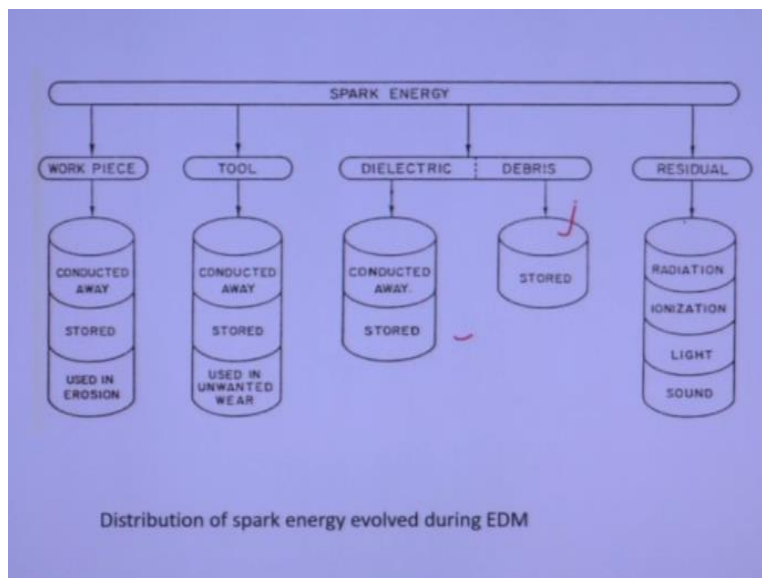 SPARK ENERGY
WORK PIECE
TOOL
DIELECTRIC
DEBRIS
RESIDUAL
CONDUCTED
AWAY
STORED
USED IN
EROSION
CONDUCTED
AWAY
STORED
USED IN
UNWANTED
WEAR
CONDUCTED
AWAY.
STORED
STORED
RADIATION
IONIZATION
LIGHT
SOUND
Distribution of spark energy evolved during EDM